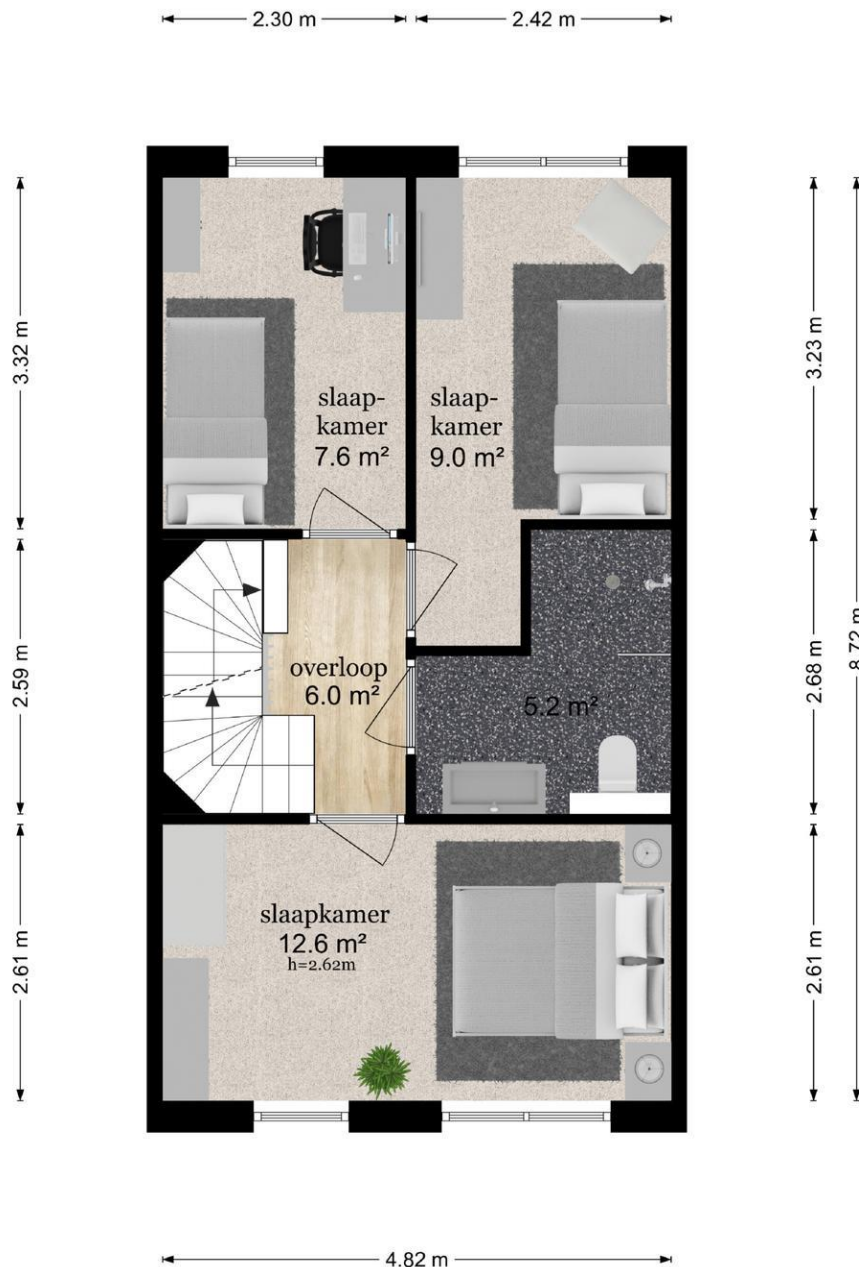 2.30 m
2.42 m
3.32 m
3.23 m
slaap-
kamer
7.6 m²
slaap-
kamer
9.0 m²
2.59 m
overloop
6.0 m²
5.2 m²
2.68 m
8.72 m
slaapkamer
12.6 m²
h=2.62m
2.61 m
2.61 m
4.82 m